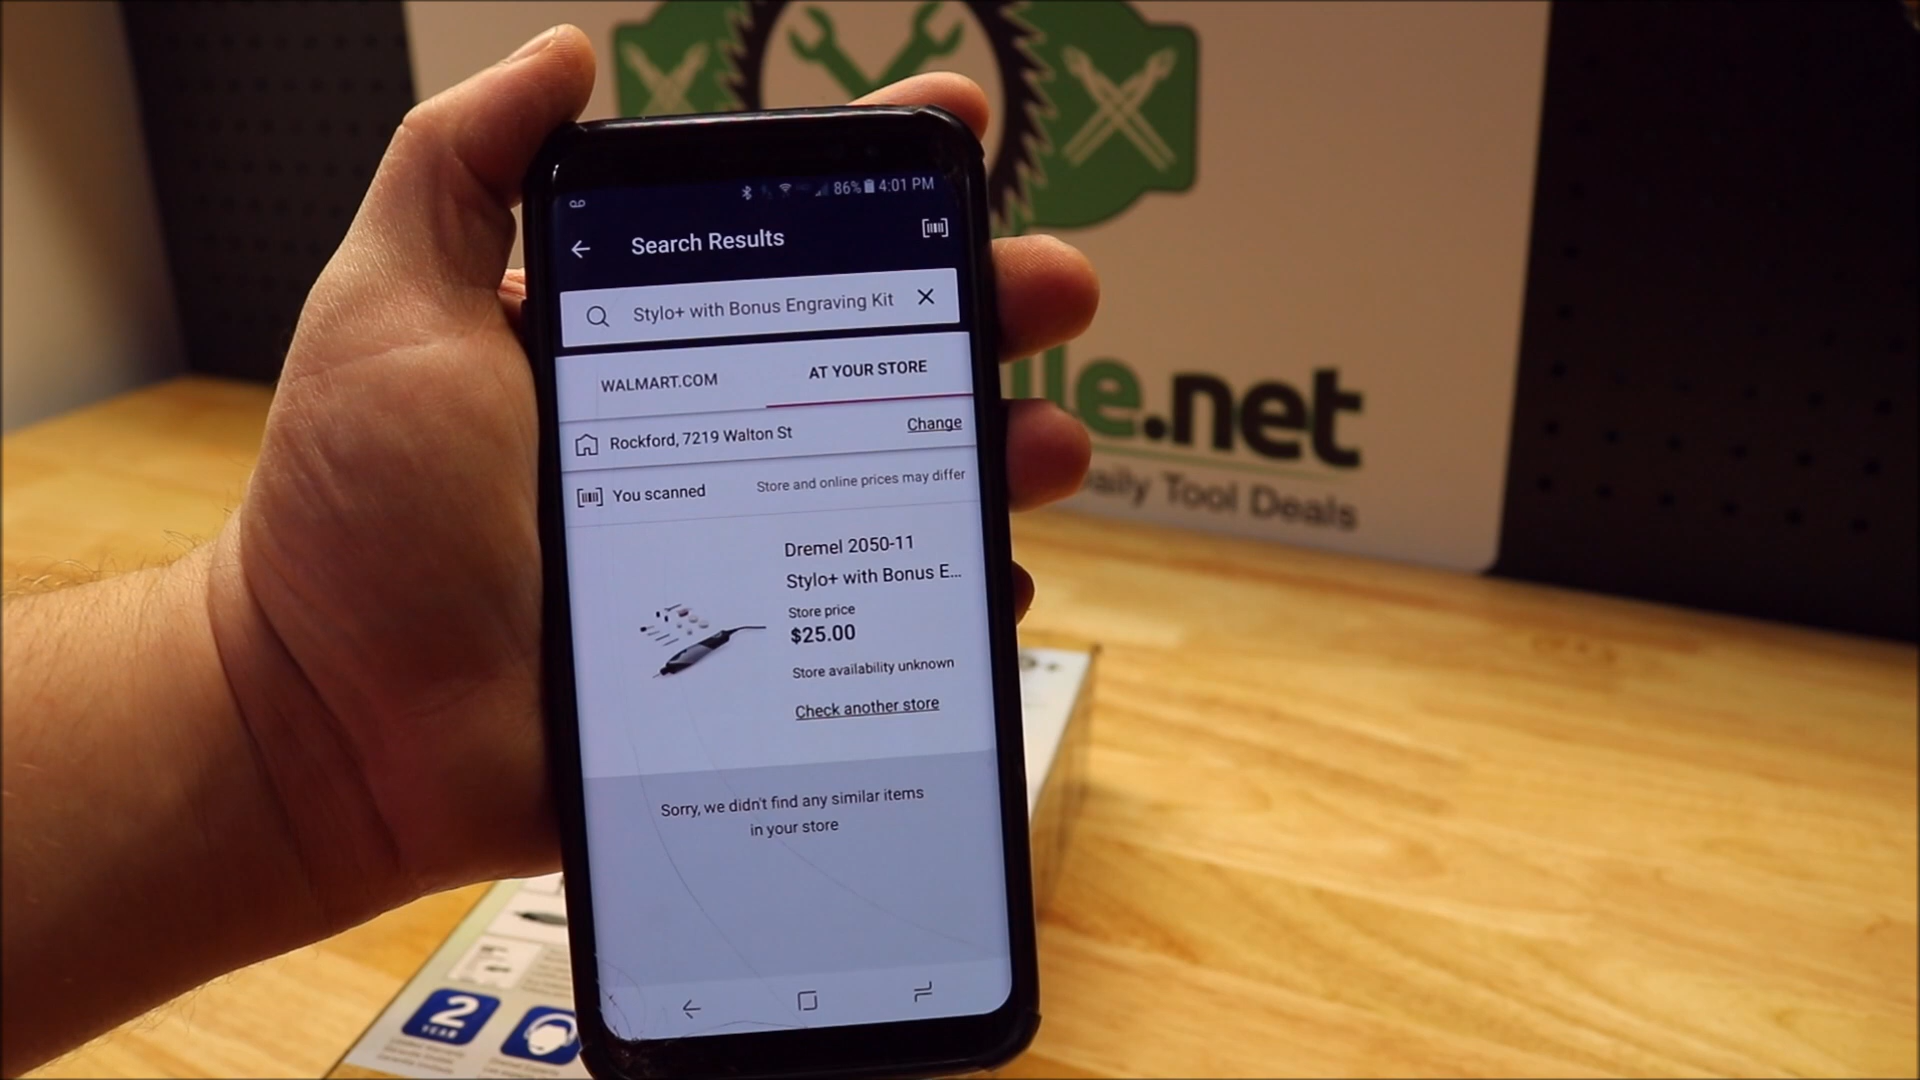 86% 4:01 PM
Search Results
Stylo+ with Bonus Engraving Kit
WALMART.COM
AT YOUR STORE
Rockford, 7219 Walton St
Change
You scanned
Store and online prices may differ
Dremel 2050-11
Stylo+ with Bonus E...
Store price
$25.00
Store availability unknown
Check another store
Sorry, we didn't find any similar items
in your store
le.net
aily Tool Deals
2
YEAR